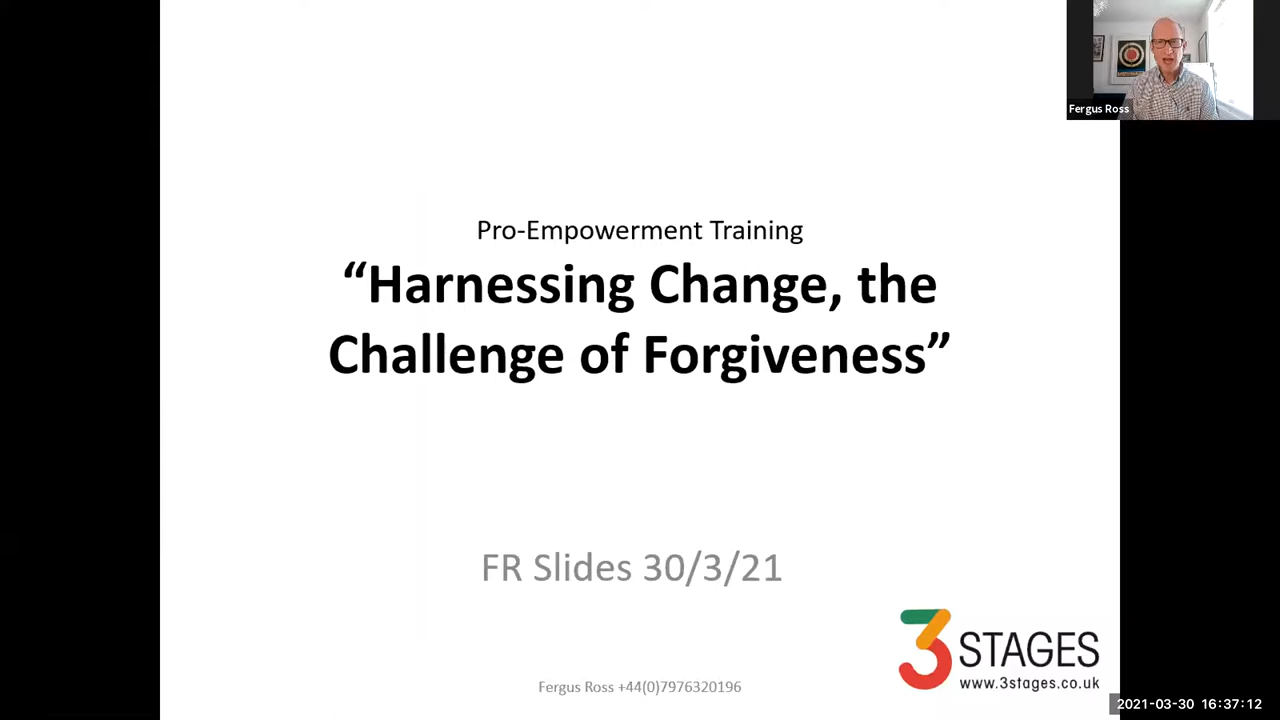 Fergus Ross
Pro-Empowerment Training
“Harnessing Change, the
Challenge of Forgiveness”
FR Slides 30/3/21
3 STAGES
www.3stages.co.uk
Fergus Ross +44(0)7976320196
2021-03-30 16:37:12